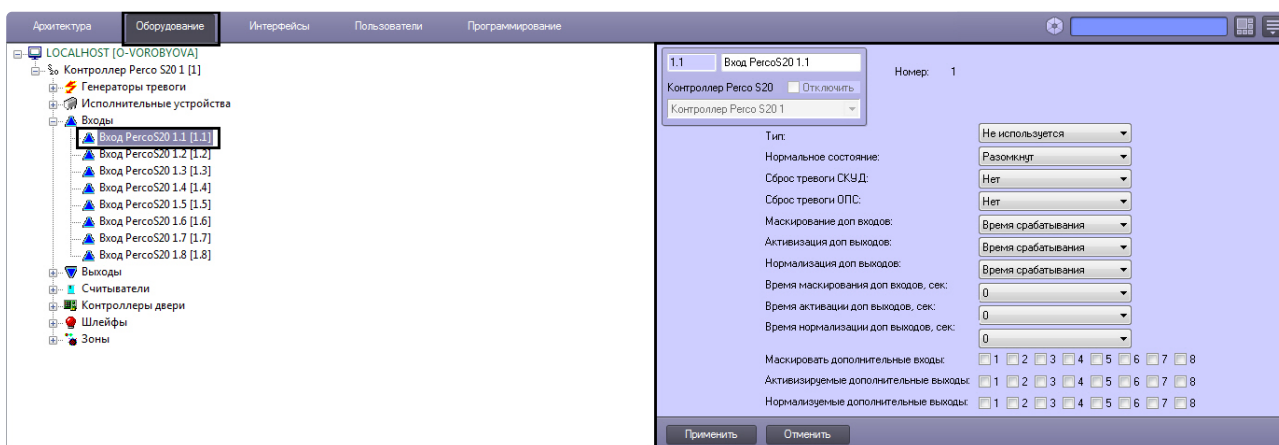 Архитектура Оборудование Интерфейсы Пользователи Программирование
LOCALHOST [O-VOROBYOVA]
Контроллер Perco S20 1 [1]
Генераторы тревоги
Исполнительные устройства
Входы
Вход PercoS20 1.1 [1.1]
Вход PercoS20 1.2 [1.2]
Вход PercoS20 1.3 [1.3]
Вход PercoS20 1.4 [1.4]
Вход PercoS20 1.5 [1.5]
Вход PercoS20 1.6 [1.6]
Вход PercoS20 1.7 [1.7]
Вход PercoS20 1.8 [1.8]
Выходы
Считыватели
Контроллеры двери
Шлейфы
Зоны
1.1 Вход PercoS20 1.1
Номер: 1
Контроллер Perco S20 Отключить
Контроллер Perco S20 1
Тип: Не используется
Нормальное состояние: Разомкнут
Сброс тревоги СКУД: Нет
Сброс тревоги ОПС: Нет
Маскирование доп входов: Время срабатывания
Активизация доп выходов: Время срабатывания
Нормализация доп выходов: Время срабатывания
Время маскирования доп входов, сек: 0
Время активации доп выходов, сек: 0
Время нормализации доп выходов, сек: 0
Маскировать дополнительные входы: 1 2 3 4 5 6 7 8
Активизируемые дополнительные выходы: 1 2 3 4 5 6 7 8
Нормализуемые дополнительные выходы: 1 2 3 4 5 6 7 8
Применить Отменить